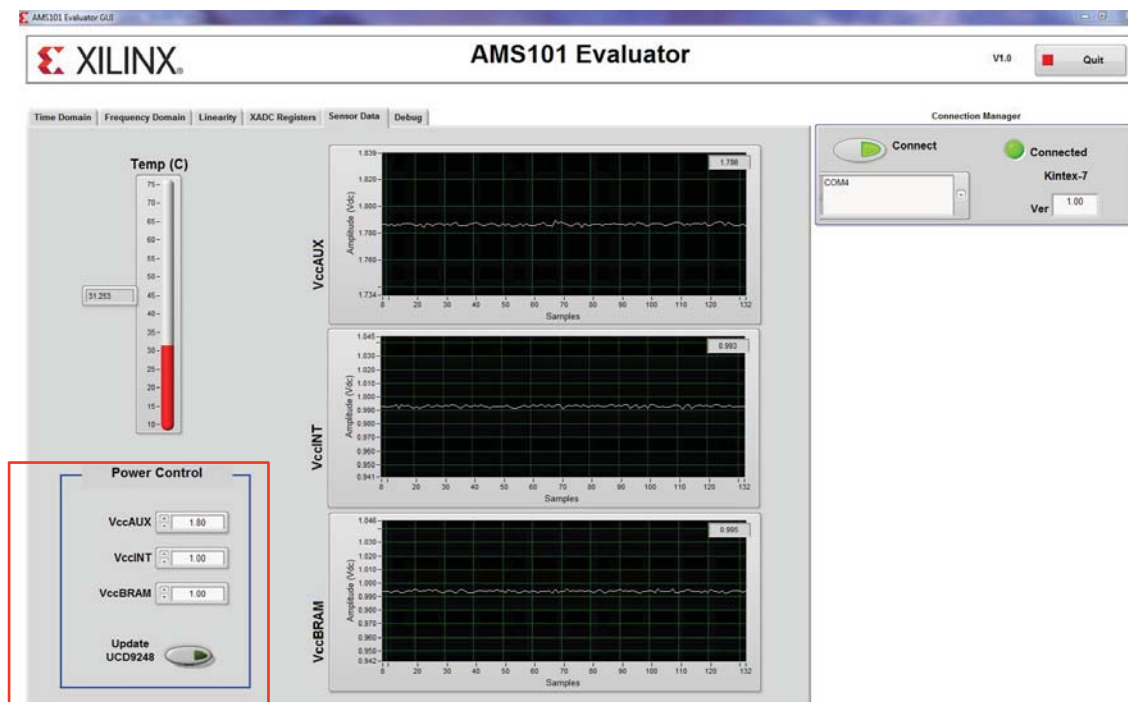 AMS101 Evaluator GUI
XILINX®
AMS101 Evaluator
V1.0
Quit
Time Domain Frequency Domain Linearity XADC Registers Sensor Data Debug
Connection Manager
Connect
Connected
COM4
Kintex-7
Ver 1.00
Temp (C)
75
70
65
60
55
50
45
40
35
30
25
20
15
10
31.253
VccAUX
Amplitude (Vdc)
1.839
1.820
1.800
1.780
1.760
1.734
0 20 30 40 50 60 70 80 90 100 110 120 132
Samples
VccINT
Amplitude (Vdc)
1.045
1.030
1.010
1.000
0.990
0.980
0.970
0.960
0.950
0.941
0.993
20 30 40 50 60 70 80 90 100 110 120 132
Samples
VccBRAM
Amplitude (Vdc)
1.046
1.030
1.020
1.010
1.000
0.990
0.980
0.970
0.960
0.950
0.942
0.995
20 30 40 50 60 70 80 90 100 110 120 132
Samples
Power Control
VccAUX 1.80
VccINT 1.00
VccBRAM 1.00
Update
UCD9248